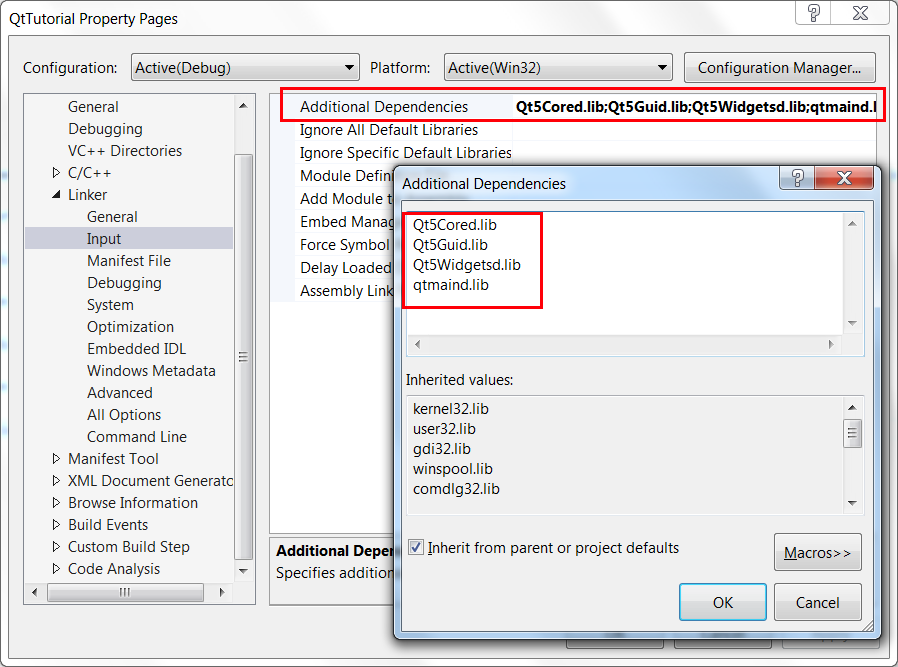 QtTutorial Property Pages
Configuration: Active(Debug) Platform: Active(Win32) Configuration Manager...
General
Debugging
VC++ Directories
C/C++
Linker
General
Input
Manifest File
Debugging
System
Optimization
Embedded IDL
Windows Metadata
Advanced
All Options
Command Line
Manifest Tool
XML Document Generato
Browse Information
Build Events
Custom Build Step
Code Analysis
Additional Dependencies Qt5Cored.lib;Qt5Guid.lib;Qt5Widgetsd.lib;qtmaind.l
Ignore All Default Libraries
Ignore Specific Default Libraries
Module Defin
Add Module t
Embed Manag
Force Symbol
Delay Loaded
Assembly Link
Additional Deper
Specifies addition
Additional Dependencies
Qt5Cored.lib
Qt5Guid.lib
Qt5Widgetsd.lib
qtmaind.lib
Inherited values:
kernel32.lib
user32.lib
gdi32.lib
winspool.lib
comdlg32.lib
Inherit from parent or project defaults
Macros>>
OK Cancel